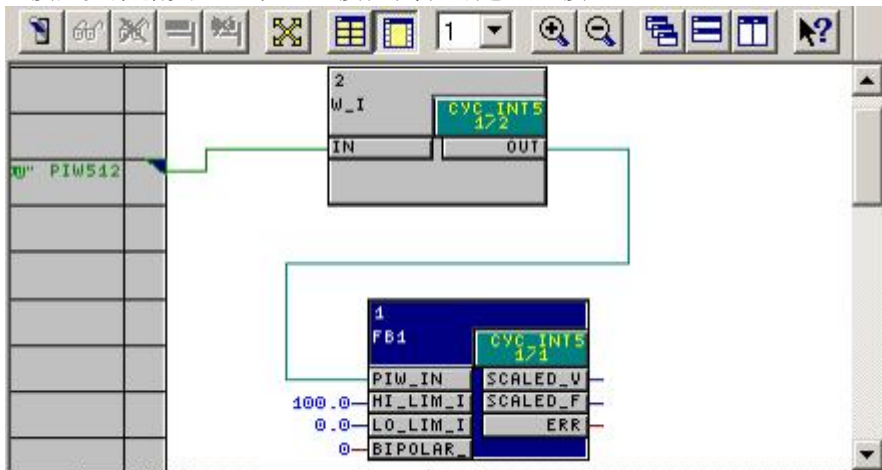 1
2
W_I
CYC_INT5
1/2
IN OUT
PIW512
1
FB1
CYC_INT5
1/1
PIW_IN SCALED_V
100.0 HI_LIM_I SCALED_F
0.0 LO_LIM_I ERR
0 BIPOLAR_